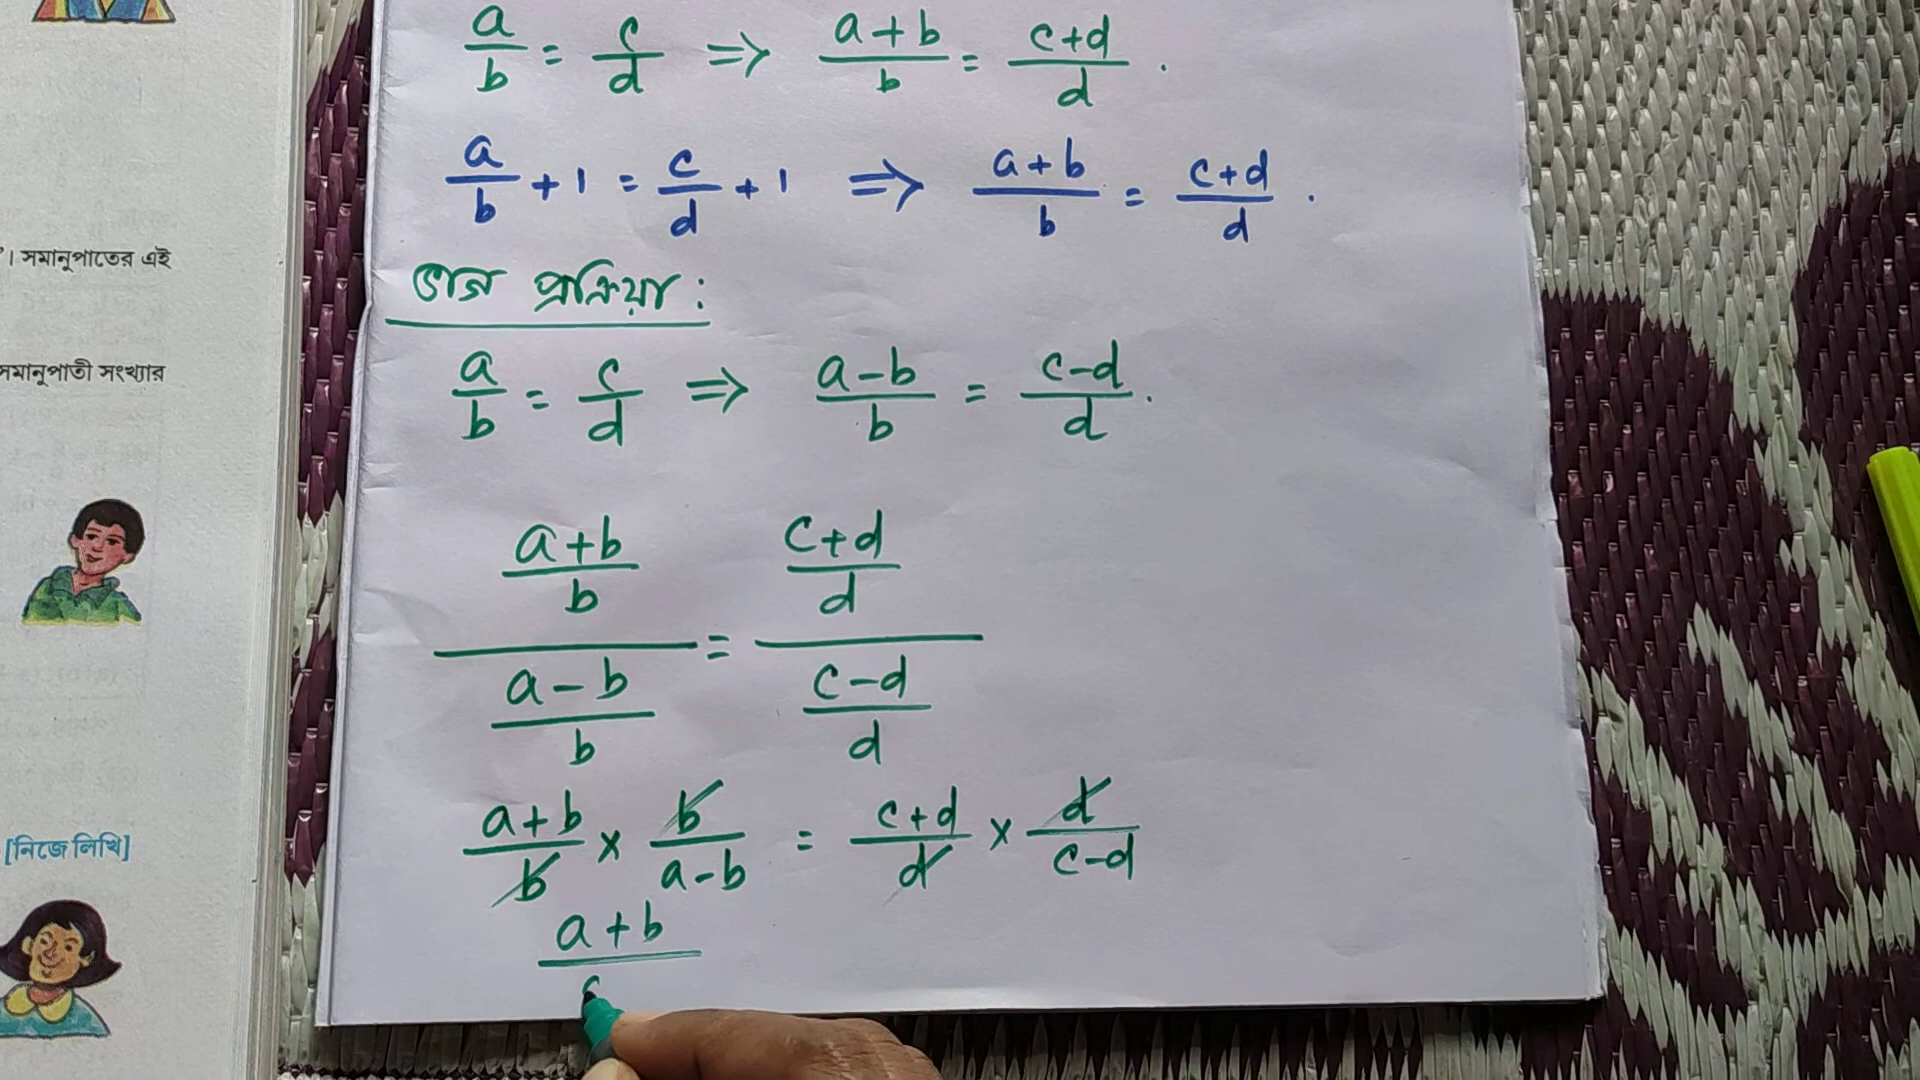 a/b = c/d ⇒ (a+b)/b = (c+d)/d .
a/b + 1 = c/d + 1 ⇒ (a+b)/b = (c+d)/d .
ভাগ প্রক্রিয়া :
a/b = c/d ⇒ (a-b)/b = (c-d)/d .
((a+b)/b)/((a-b)/b) = ((c+d)/d)/((c-d)/d)
(a+b)/b × b/(a-b) = (c+d)/d × d/(c-d)
a+b
। সমানুপাতের এই
সমানুপাতী সংখ্যার
[নিজে লিখি]